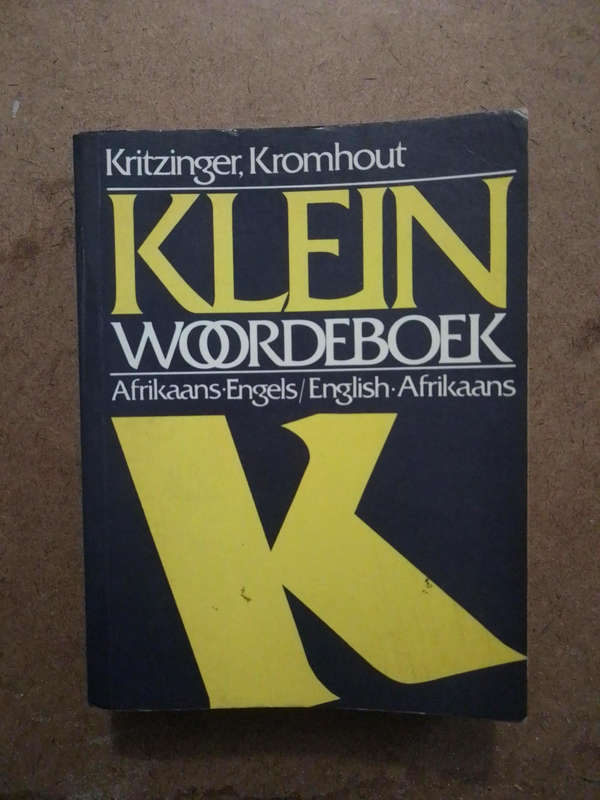 Kritzinger, Kromhout
KLEIN
WOORDEBOEK
Afrikaans·Engels/English·Afrikaans
K